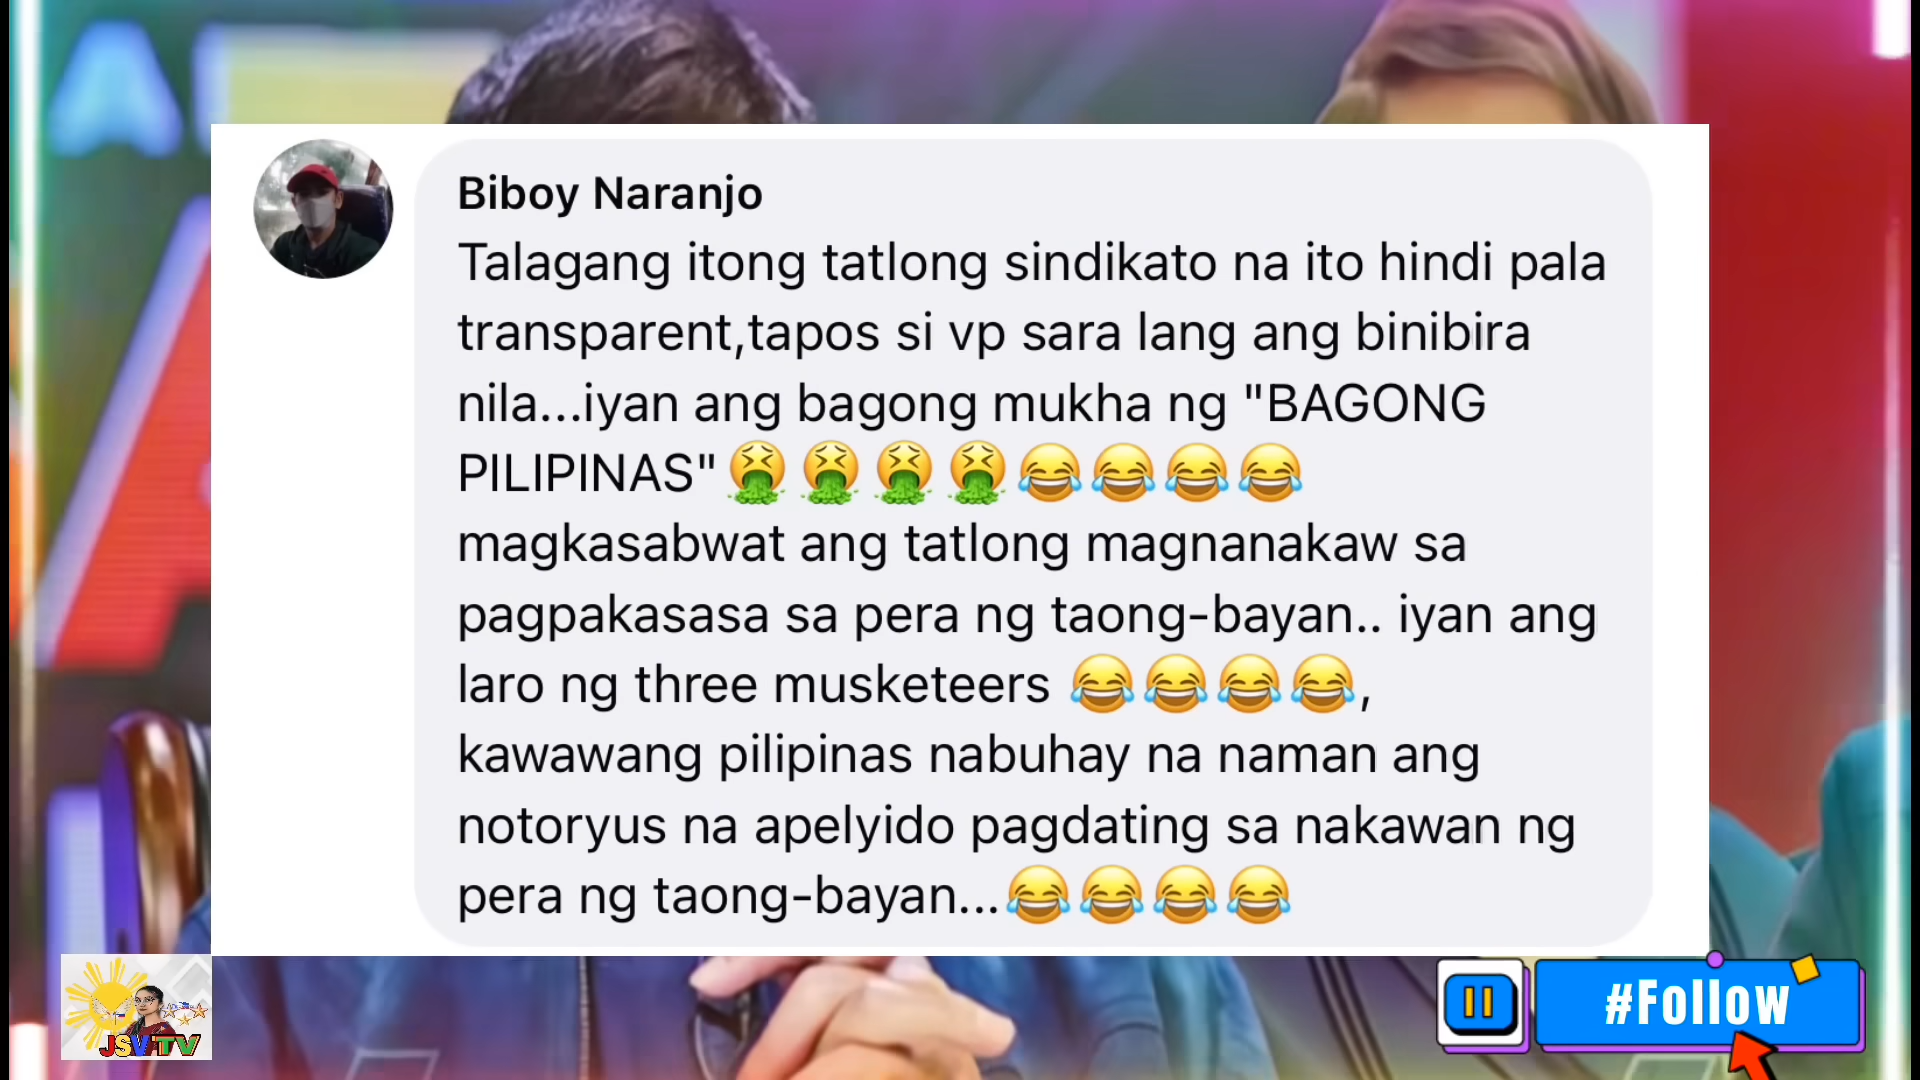 Biboy Naranjo
Talagang itong tatlong sindikato na ito hindi pala
transparent,tapos si vp sara lang ang binibira
nila...iyan ang bagong mukha ng "BAGONG
PILIPINAS"🤮🤮🤮🤮😂😂😂😂
magkasabwat ang tatlong magnanakaw sa
pagpakasasa sa pera ng taong-bayan.. iyan ang
laro ng three musketeers 😂😂😂😂,
kawawang pilipinas nabuhay na naman ang
notoryus na apelyido pagdating sa nakawan ng
pera ng taong-bayan...😂😂😂😂
JSV TV
#Follow